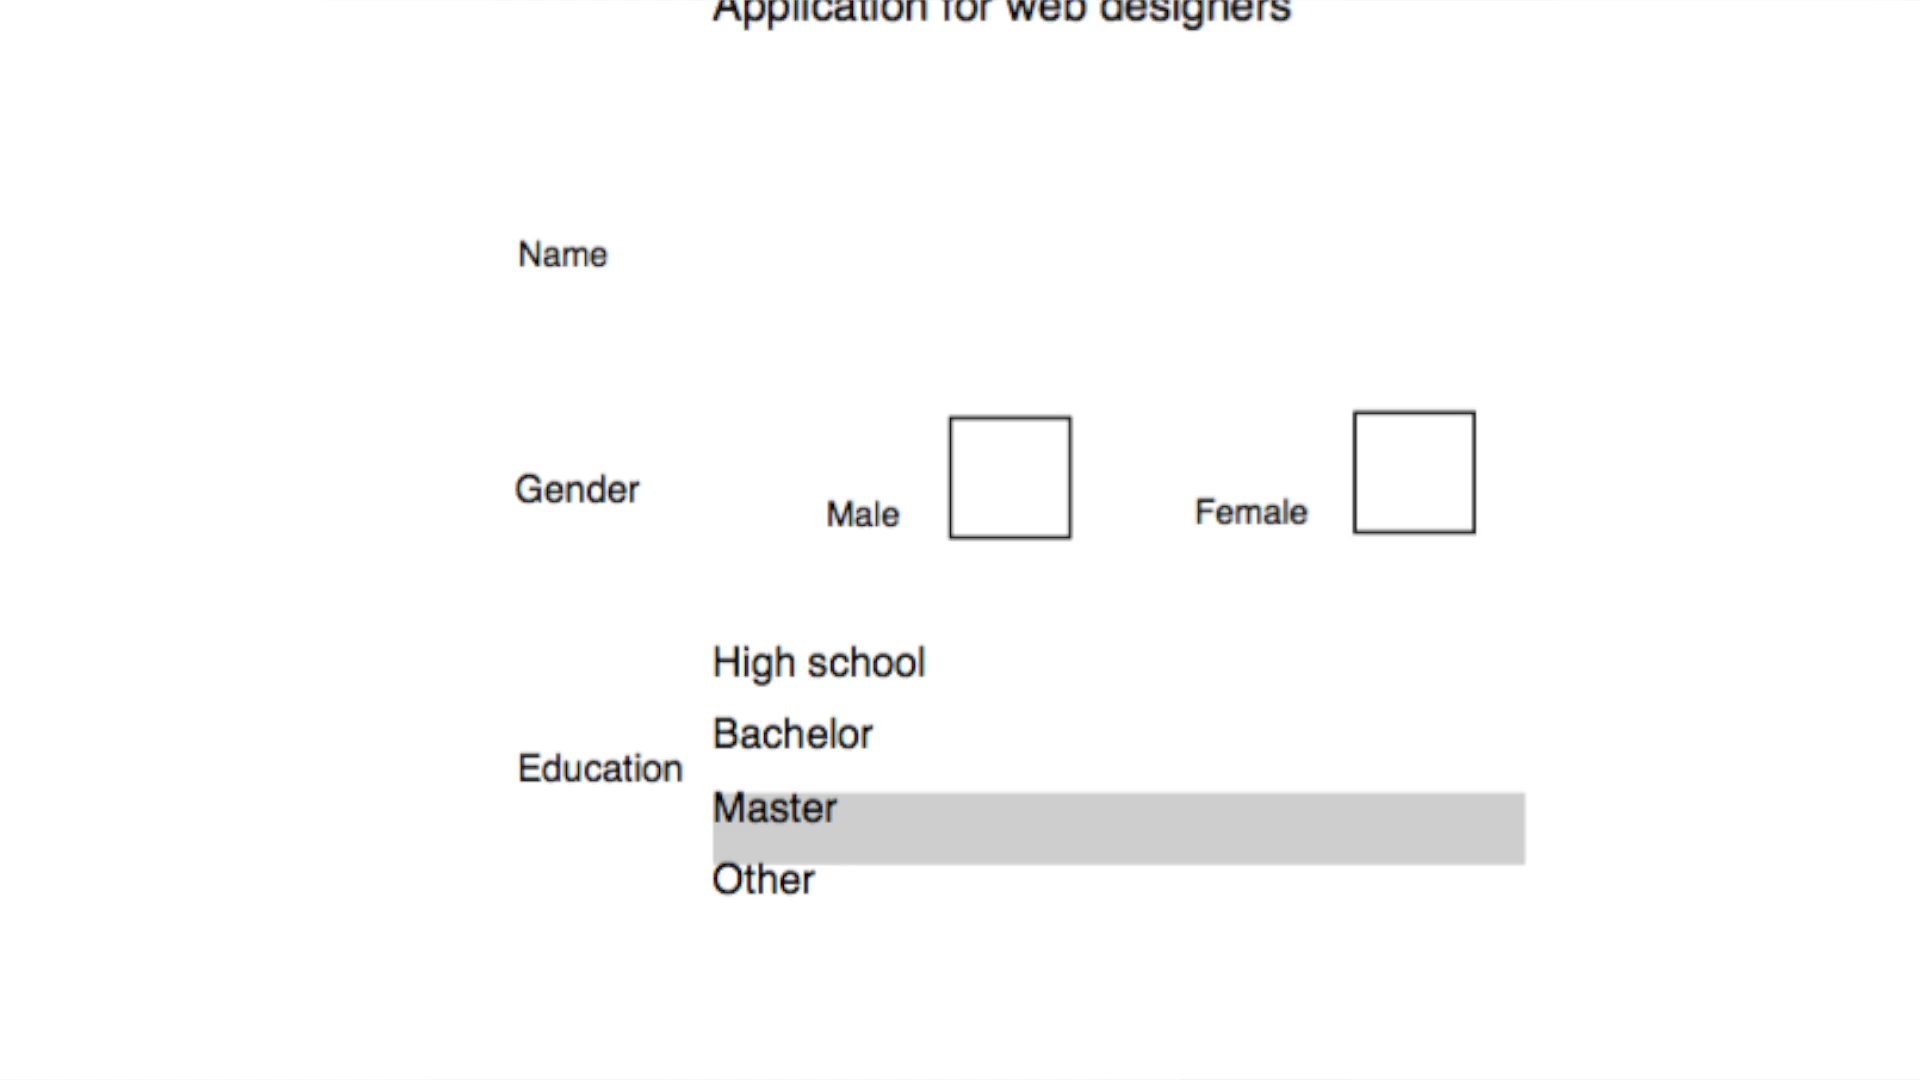 Application for web designers
Name
Gender
Male
Female
High school
Bachelor
Education
Master
Other